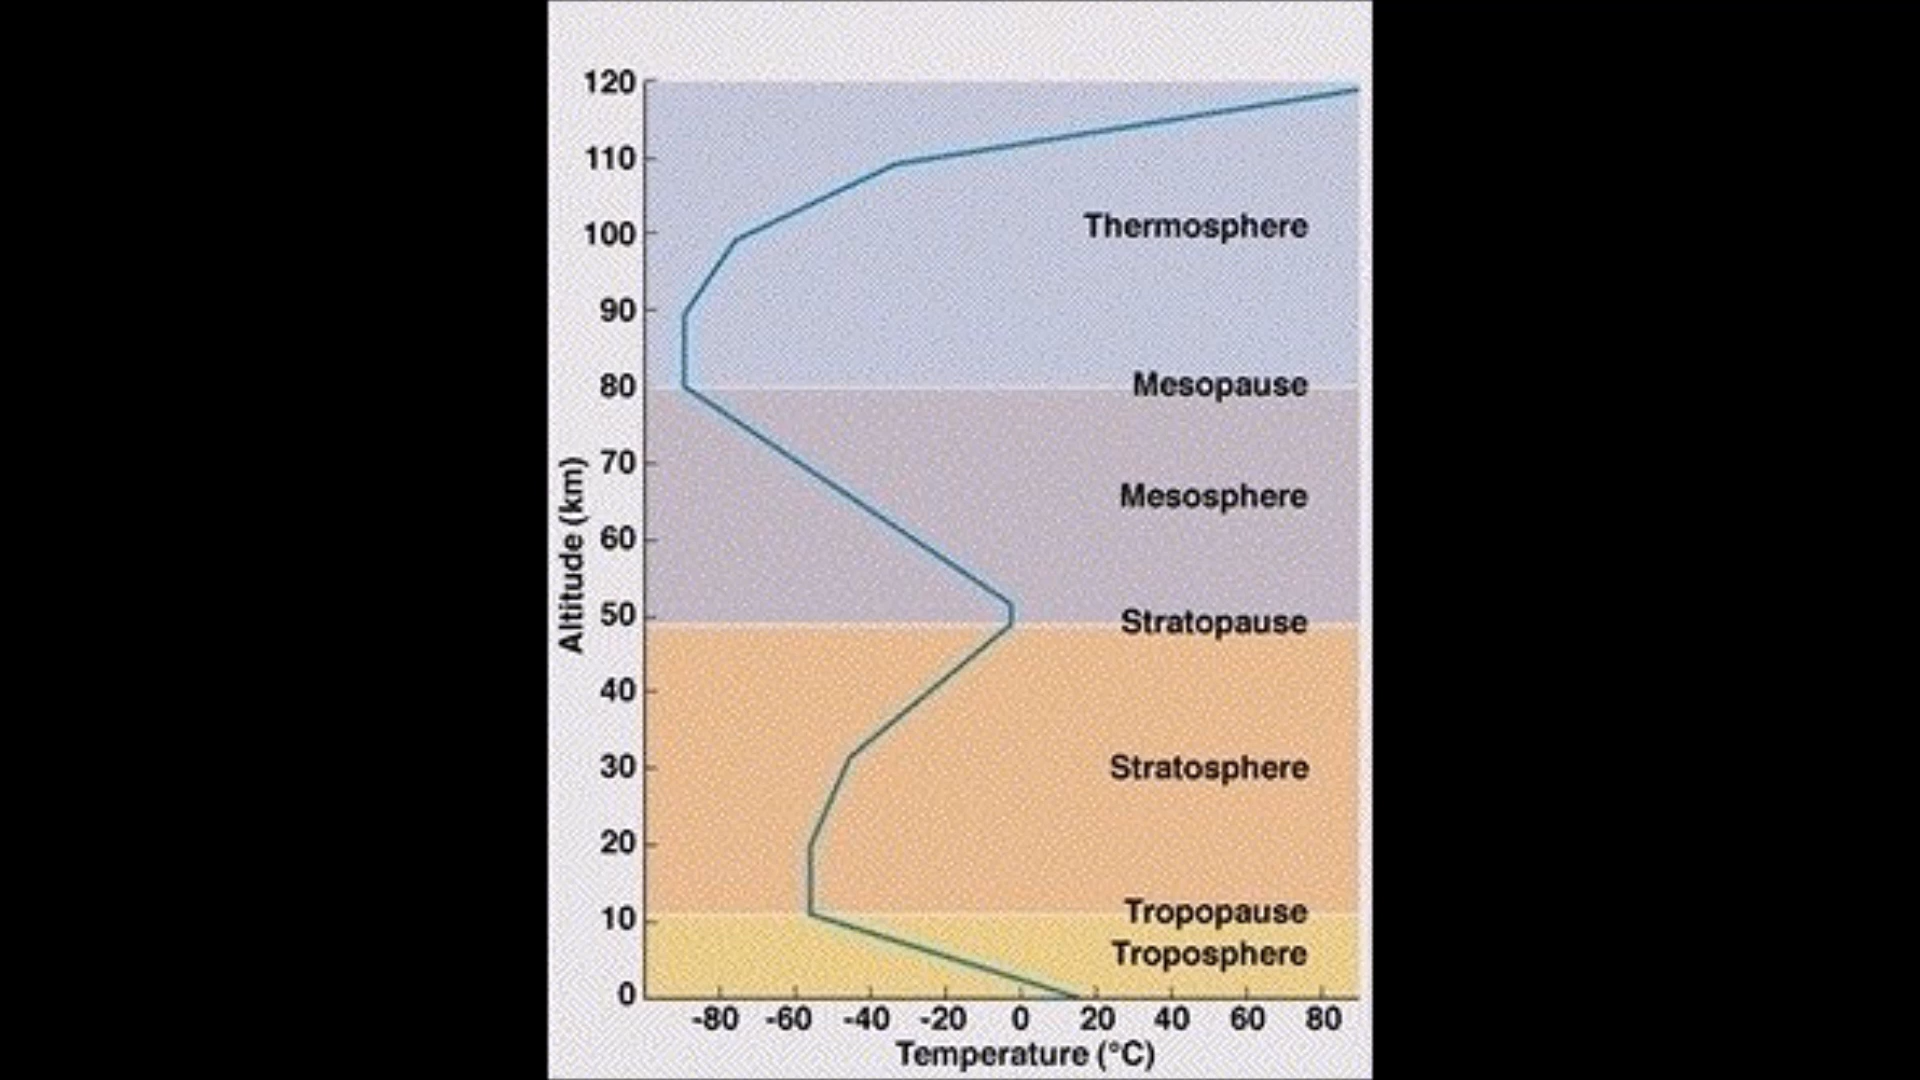 120
110
Thermosphere
100
90
Mesopause
80
70
Mesosphere
60
Stratopause
50
40
Stratosphere
30
20
Tropopause
10
Troposphere
0
-80 -60 -40 -20 0 20 40 60 80
Temperature (°C)
Altitude (km)